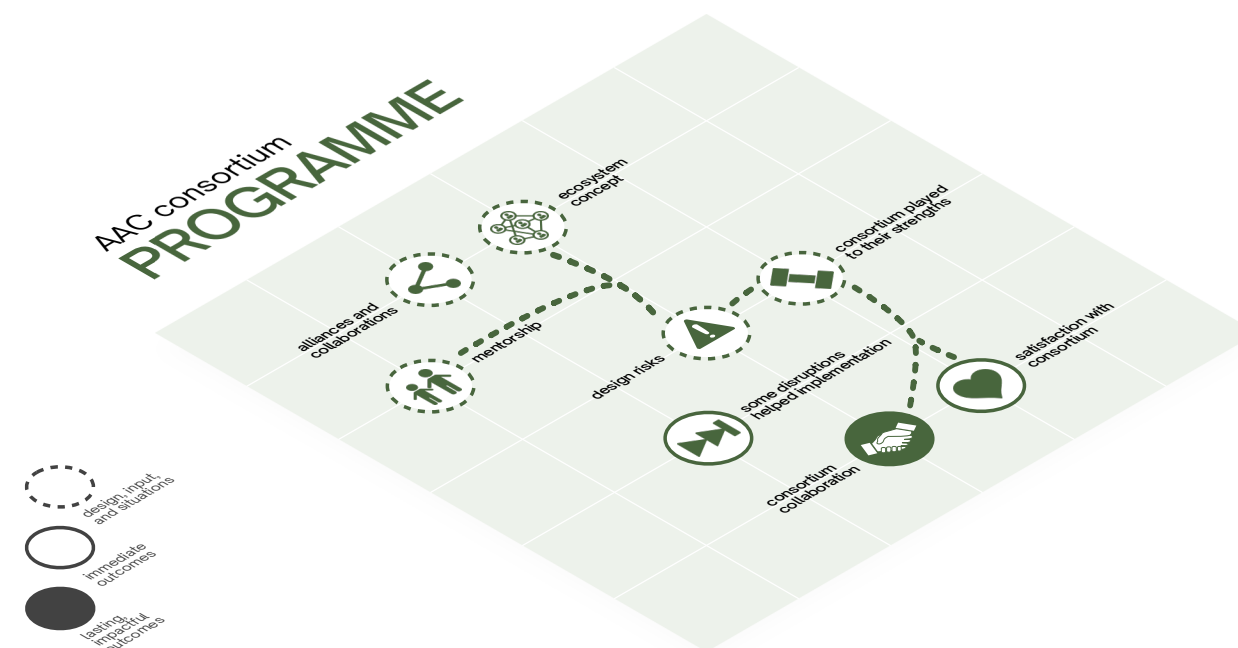 AAC consortium
PROGRAMME
ecosystem
concept
alliances and
collaborations
mentorship
design risks
consortium played
to their strengths
some disruptions
helped implementation
satisfaction with
consortium
consortium
collaboration
design, input,
and situations
immediate
outcomes
lasting,
impactful
outcomes